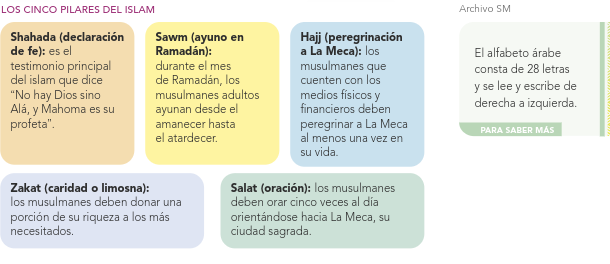 LOS CINCO PILARES DEL ISLAM
Shahada (declaración
de fe): es el
testimonio principal
del islam que dice
“No hay Dios sino
Alá, y Mahoma es su
profeta”.
Sawm (ayuno en
Ramadán):
durante el mes
de Ramadán, los
musulmanes adultos
ayunan desde el
amanecer hasta
el atardecer.
Hajj (peregrinación
a La Meca): los
musulmanes que
cuenten con los
medios físicos y
financieros deben
peregrinar a La Meca
al menos una vez en
su vida.
Zakat (caridad o limosna):
los musulmanes deben donar una
porción de su riqueza a los más
necesitados.
Salat (oración): los musulmanes
deben orar cinco veces al día
orientándose hacia La Meca, su
ciudad sagrada.
Archivo SM
El alfabeto árabe
consta de 28 letras
y se lee y escribe de
derecha a izquierda.
PARA SABER MÁS